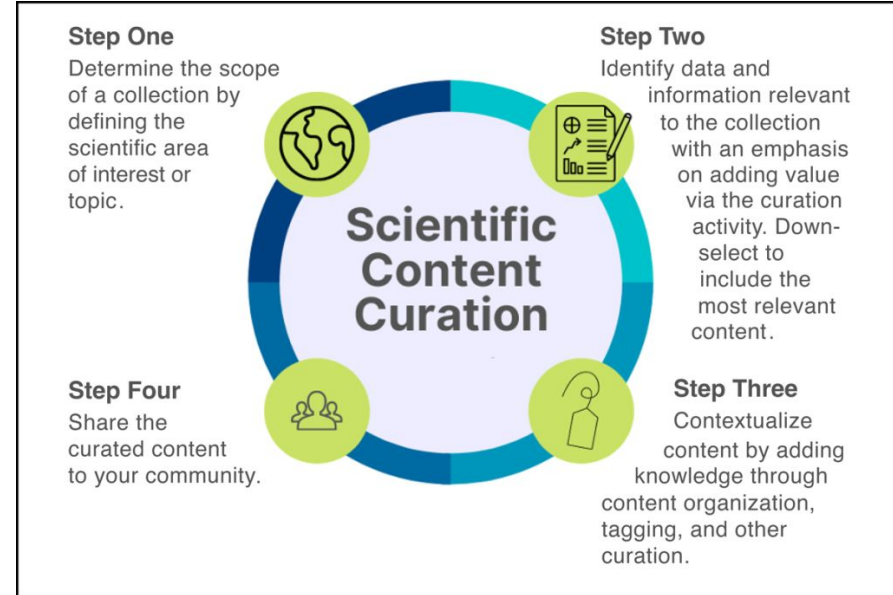 Step One
Determine the scope
of a collection by
defining the
scientific area
of interest or
topic.
Step Two
Identify data and
information relevant
to the collection
with an emphasis
on adding value
via the curation
activity. Down-
select to
include the
most relevant
content.
Scientific
Content
Curation
Step Three
Contextualize
content by adding
knowledge through
content organization,
tagging, and other
curation.
Step Four
Share the
curated content
to your community.